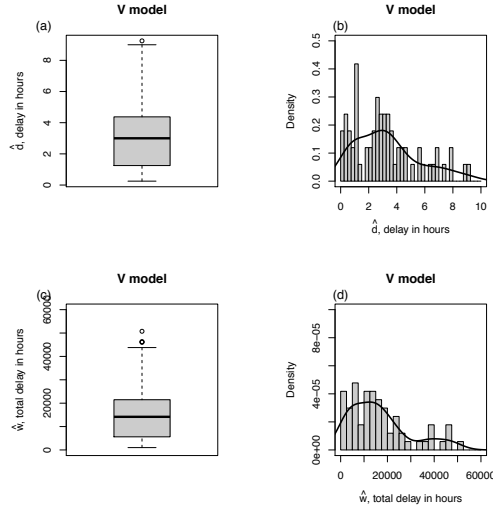 V model
(a)
8
6
4
2
0
d̂, delay in hours
V model
(b)
0.5
0.4
0.3
0.2
0.1
0.0
Density
0 2 4 6 8 10
d̂, delay in hours
V model
(c)
60000
40000
20000
0
ŵ, total delay in hours
V model
(d)
8e−05
4e−05
0e+00
Density
0 20000 40000 60000
ŵ, total delay in hours